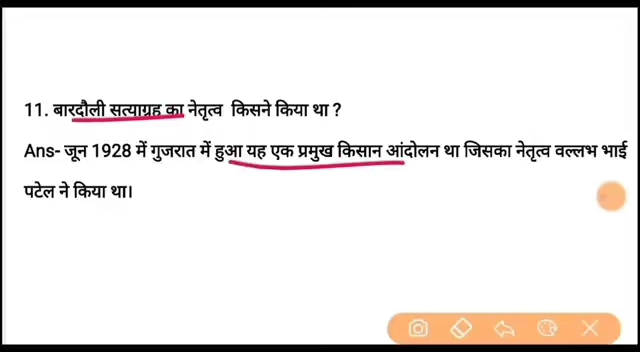 11. बारदौली सत्याग्रह का नेतृत्व किसने किया था ?
Ans- जून 1928 में गुजरात में हुआ यह एक प्रमुख किसान आंदोलन था जिसका नेतृत्व वल्लभ भाई
पटेल ने किया था।